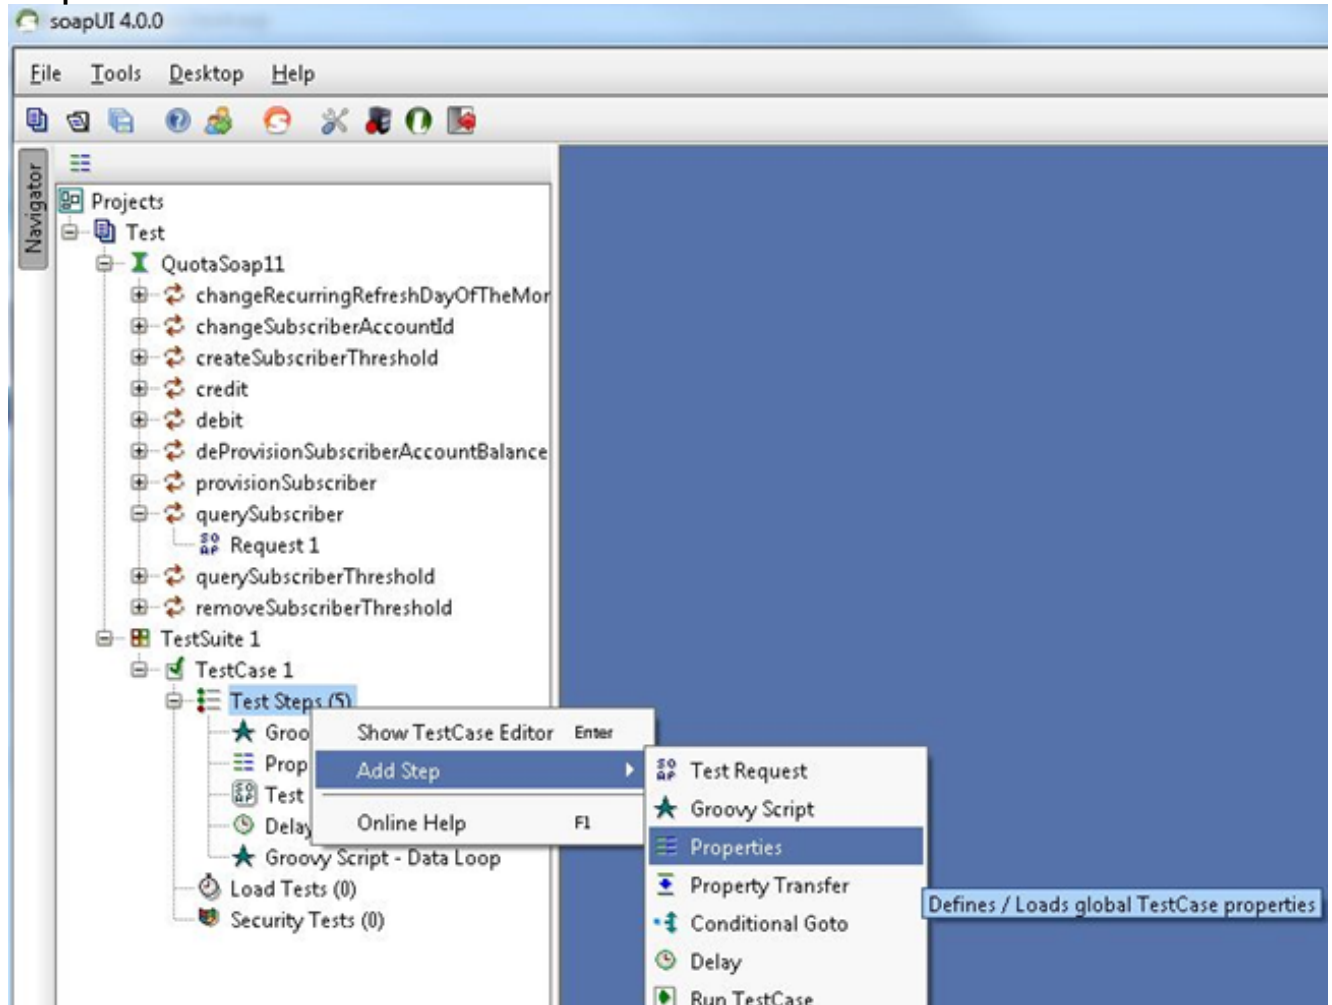 soapUI 4.0.0
File Tools Desktop Help
Navigator
Projects
Test
QuotaSoap11
changeRecurringRefreshDayOfTheMor
changeSubscriberAccountId
createSubscriberThreshold
credit
debit
deProvisionSubscriberAccountBalance
provisionSubscriber
querySubscriber
SOAP Request 1
querySubscriberThreshold
removeSubscriberThreshold
TestSuite 1
TestCase 1
Test Steps (5)
Groo
Prop
Test
Delay
Groovy Script - Data Loop
Load Tests (0)
Security Tests (0)
Show TestCase Editor Enter
Add Step
Online Help F1
SOAP Test Request
Groovy Script
Properties
Property Transfer
Conditional Goto
Delay
Run TestCase
Defines / Loads global TestCase properties